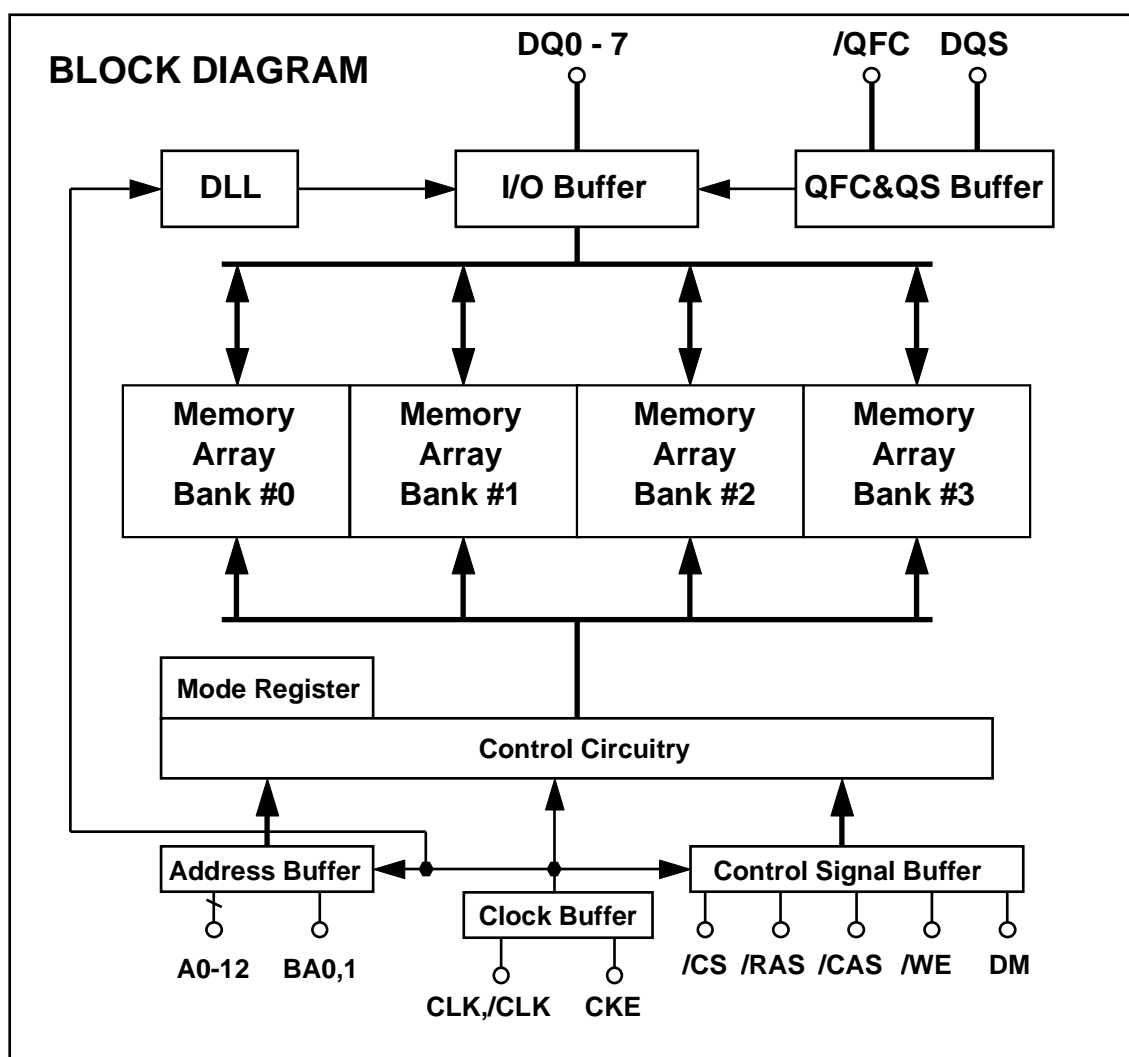 DQ0 - 7
/QFC
DQS
BLOCK DIAGRAM
DLL
I/O Buffer
QFC&QS Buffer
Memory
Array
Bank #0
Memory
Array
Bank #1
Memory
Array
Bank #2
Memory
Array
Bank #3
Mode Register
Control Circuitry
Address Buffer
Control Signal Buffer
Clock Buffer
A0-12
BA0,1
/CS
/RAS
/CAS
/WE
DM
CLK,/CLK
CKE